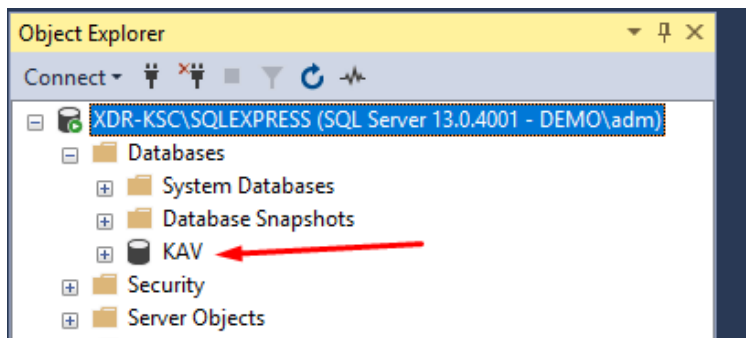 Object Explorer
Connect
XDR-KSC\SQLEXPRESS (SQL Server 13.0.4001 - DEMO\adm)
Databases
System Databases
Database Snapshots
KAV
Security
Server Objects